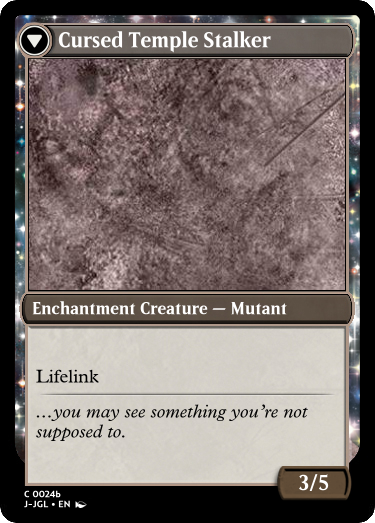 Cursed Temple Stalker
Enchantment Creature — Mutant
Lifelink
…you may see something you're not
supposed to.
3/5
C 0024b
J-JGL • EN